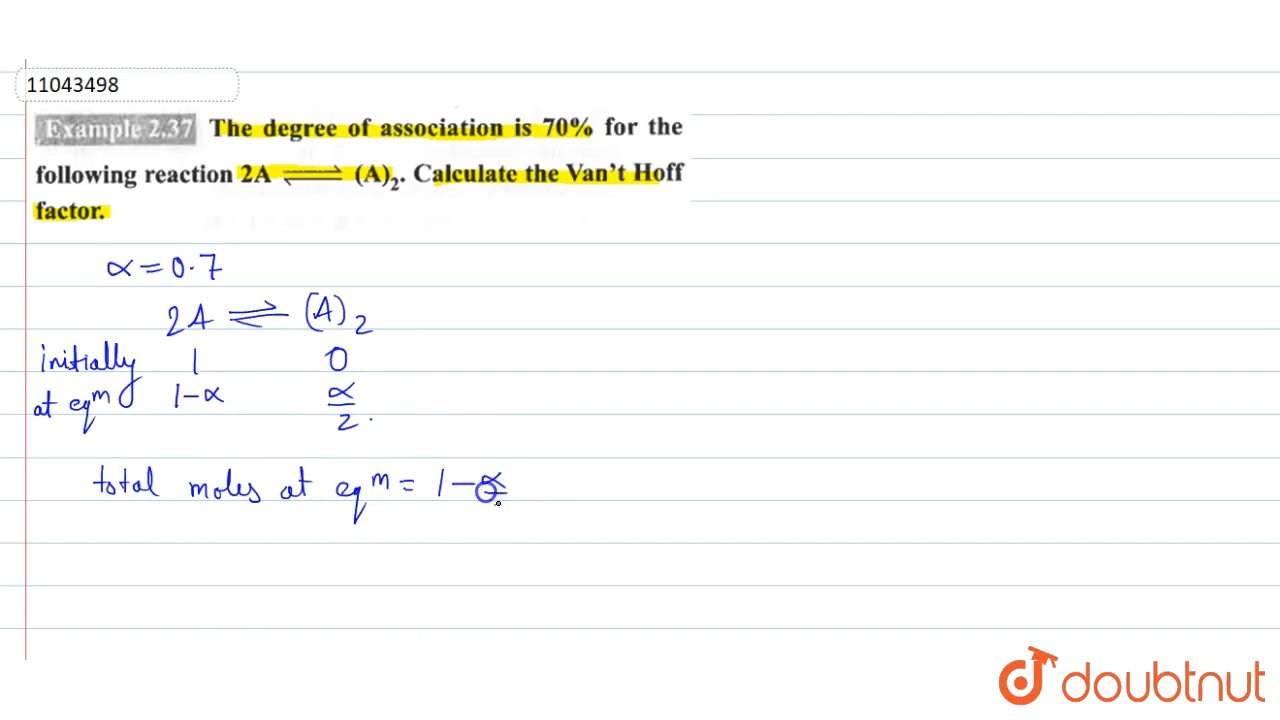 11043498
Example 2.37 The degree of association is 70% for the
following reaction 2A ⇌ (A)₂. Calculate the Van't Hoff
factor.
α = 0.7
2A ⇌ (A)₂
initially 1 0
at eqᵐ 1-α α/2.
total moles at eqᵐ = 1-α/
doubtnut